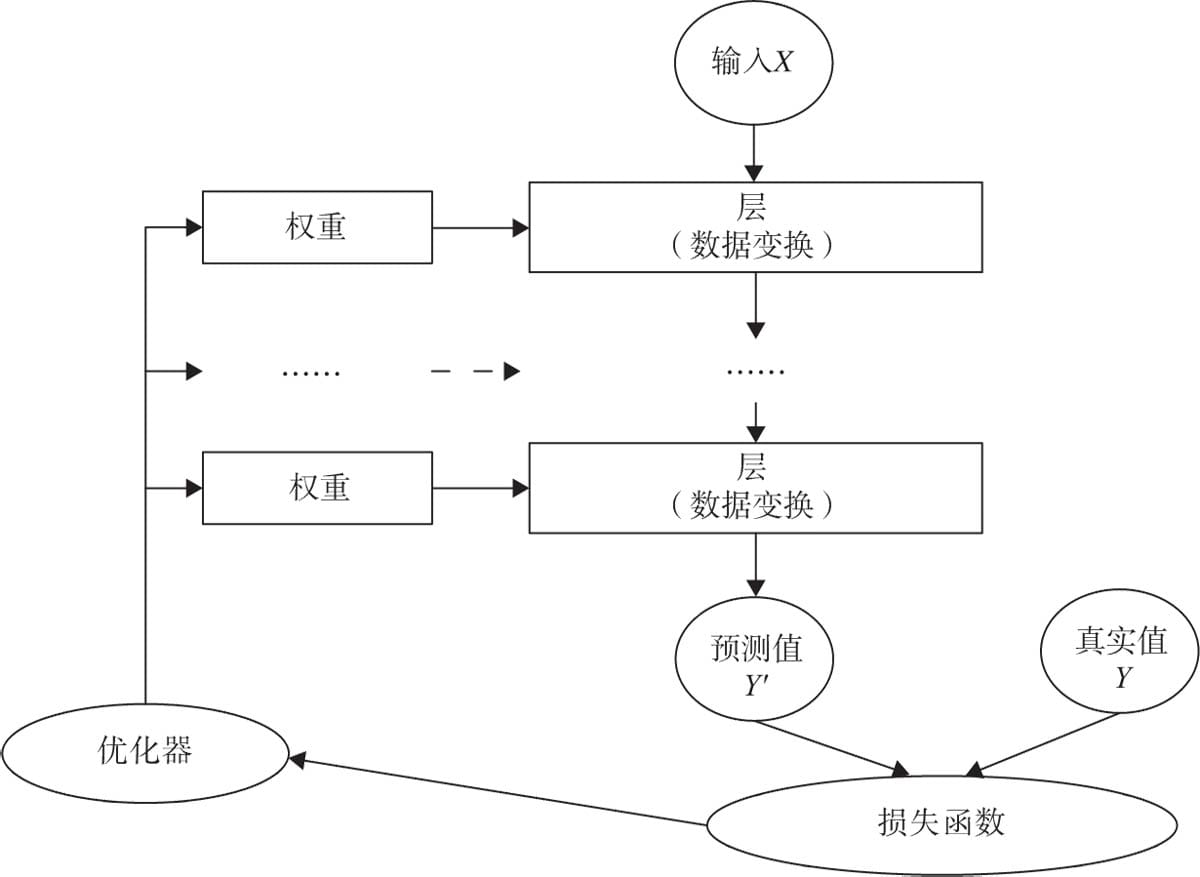 输入X
权重
层
（数据变换）
……
……
权重
层
（数据变换）
预测值
Y'
真实值
Y
优化器
损失函数